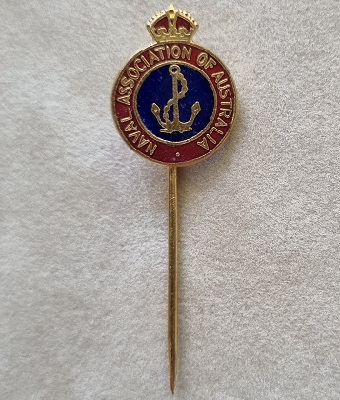 NAVAL ASSOCIATION OF AUSTRALIA